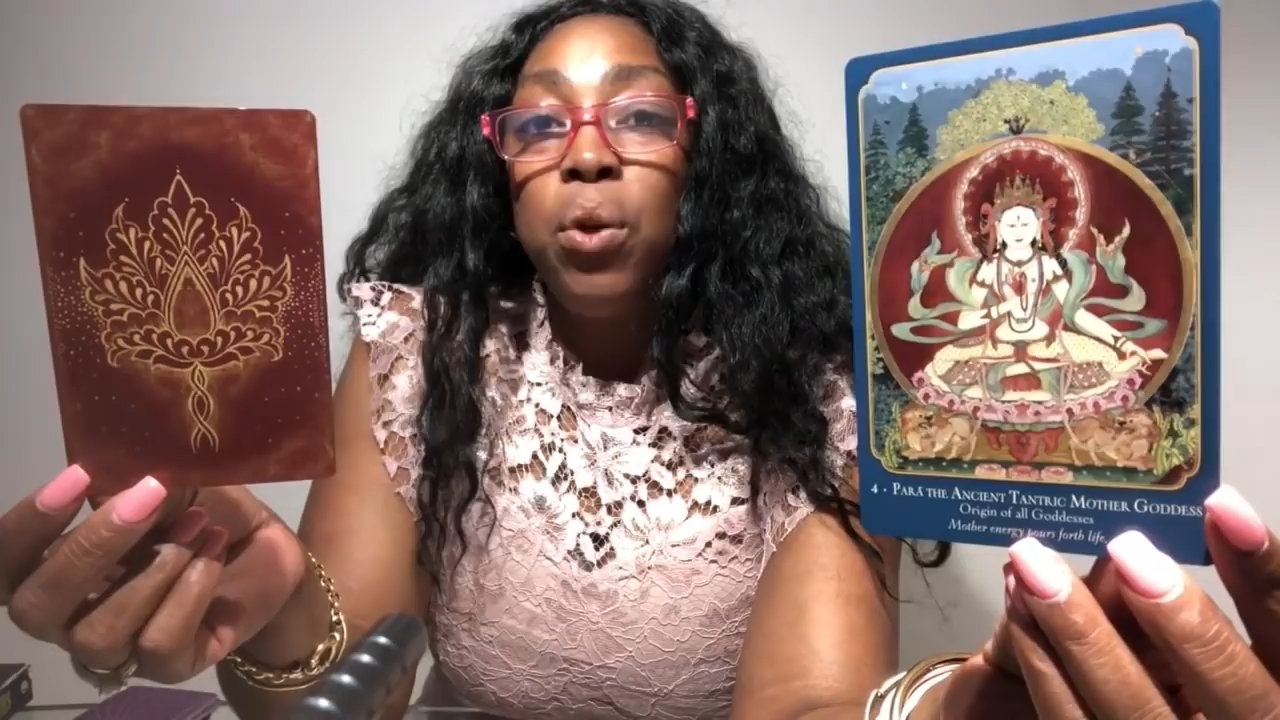 4 · PARĀ THE ANCIENT TANTRIC MOTHER GODDESS
Origin of all Goddesses
Mother energy pours forth life.